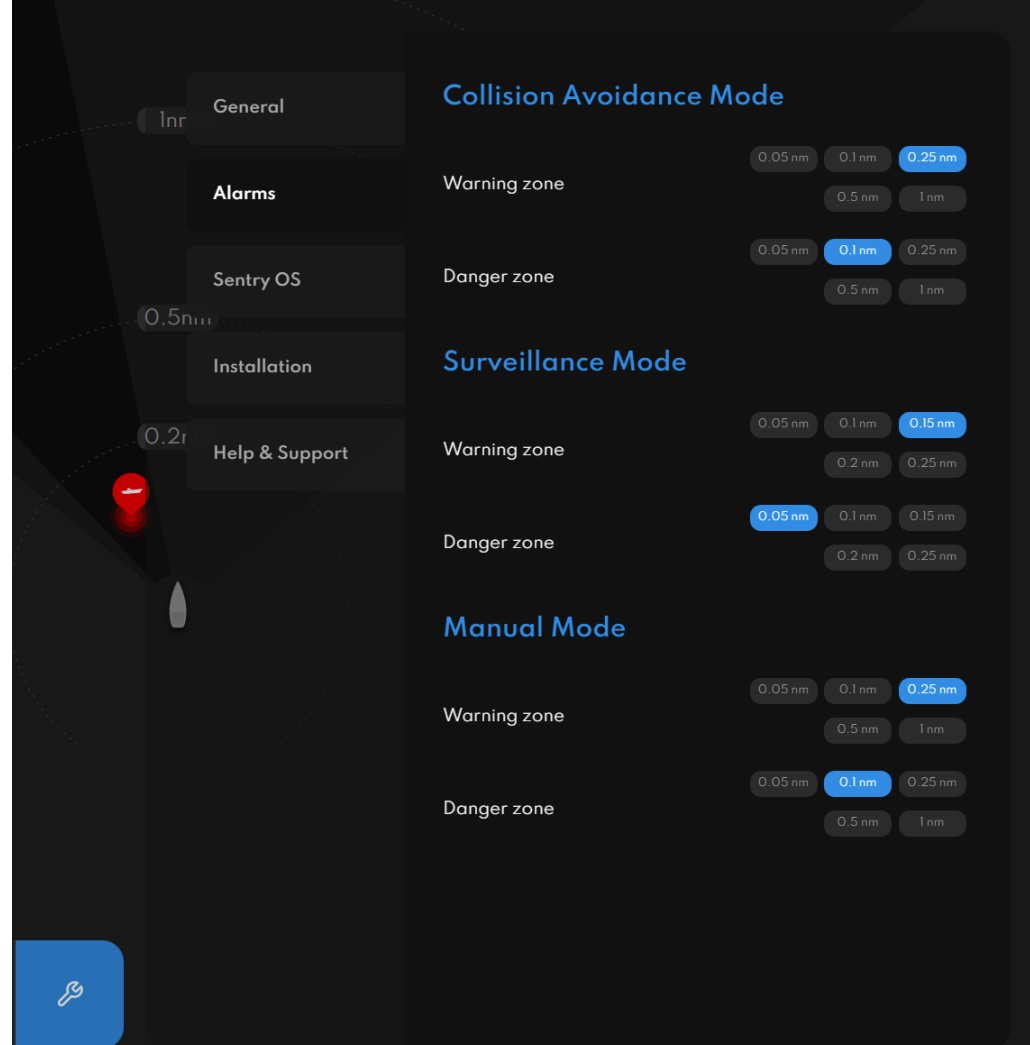 1n
0.5nm
0.2
General
Alarms
Sentry OS
Installation
Help & Support
Collision Avoidance Mode
Warning zone
0.05 nm 0.1 nm 0.25 nm
0.5 nm 1 nm
Danger zone
0.05 nm 0.1 nm 0.25 nm
0.5 nm 1 nm
Surveillance Mode
Warning zone
0.05 nm 0.1 nm 0.15 nm
0.2 nm 0.25 nm
Danger zone
0.05 nm 0.1 nm 0.15 nm
0.2 nm 0.25 nm
Manual Mode
Warning zone
0.05 nm 0.1 nm 0.25 nm
0.5 nm 1 nm
Danger zone
0.05 nm 0.1 nm 0.25 nm
0.5 nm 1 nm